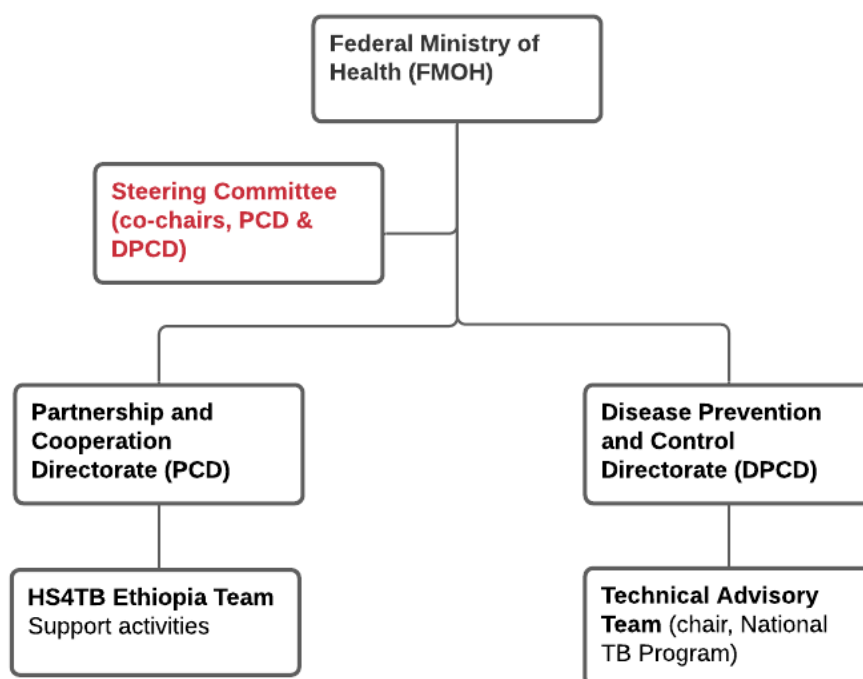 Federal Ministry of
Health (FMOH)
Steering Committee
(co-chairs, PCD &
DPCD)
Partnership and
Cooperation
Directorate (PCD)
Disease Prevention
and Control
Directorate (DPCD)
HS4TB Ethiopia Team
Support activities
Technical Advisory
Team (chair, National
TB Program)